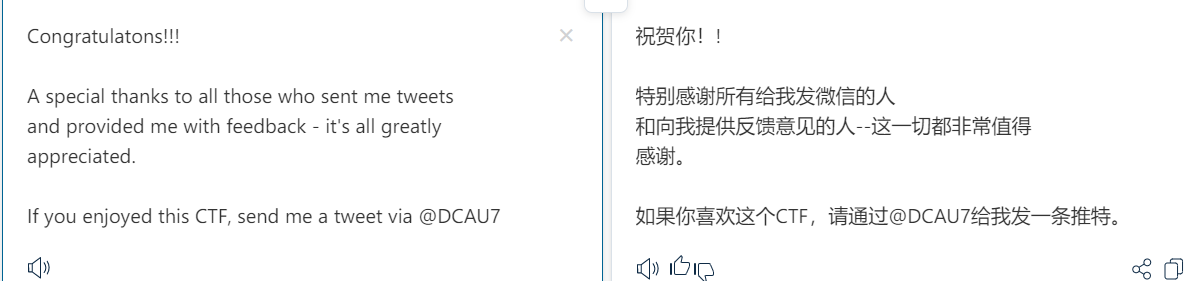 Congratulatons!!!
A special thanks to all those who sent me tweets
and provided me with feedback - it's all greatly
appreciated.
If you enjoyed this CTF, send me a tweet via @DCAU7
祝贺你！!
特别感谢所有给我发微信的人
和向我提供反馈意见的人--这一切都非常值得
感谢。
如果你喜欢这个CTF，请通过@DCAU7给我发一条推特。